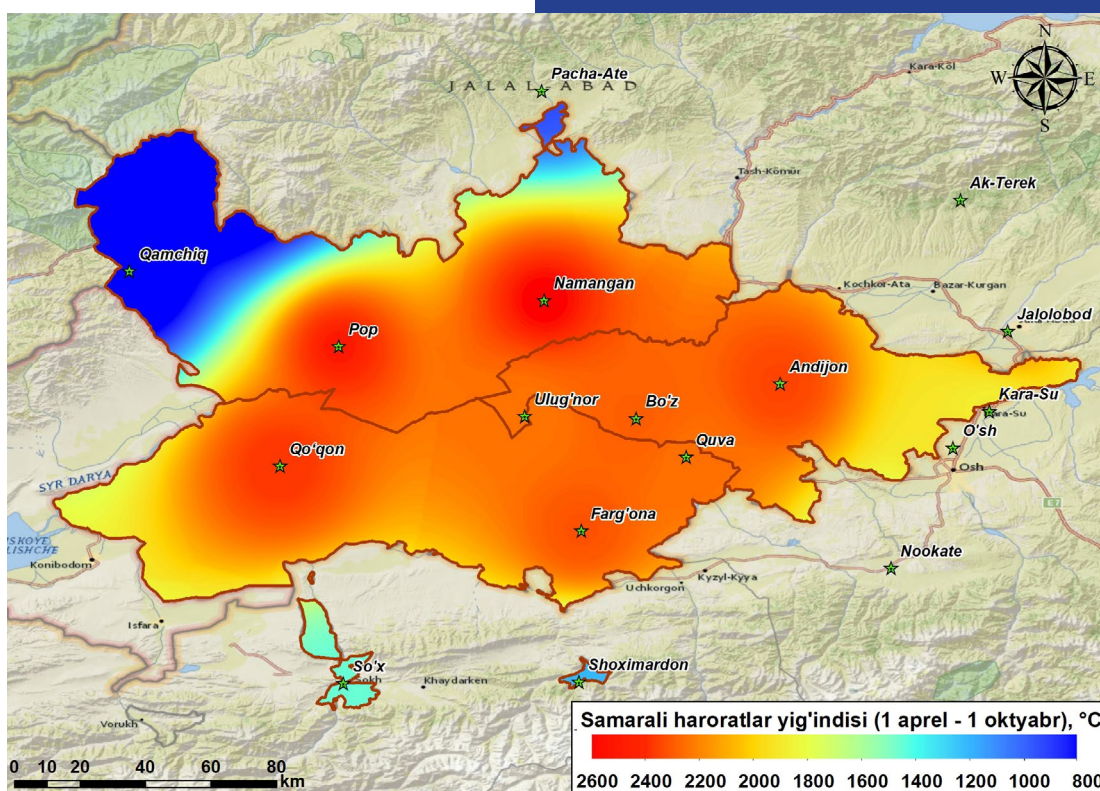 Pacha-Ate
JALAL-ABAD
Kara-Köl
N
W E
S
Tash-Kömür
Ak-Terek
Qamchiq
Namangan
Kochkor-Ata
Bazar-Kurgan
Jalolobod
Pop
Andijon
Ulug'nor
Bo'z
Kara-Su
Kara-Su
Quva
O'sh
Qo'qon
Osh
SYR DARYA
E7
Farg'ona
Nookate
Konibodom
Kyzyl-Kyya
Uchkorgon
Isfara
So'x
Khaydarken
Shoximardon
Vorukh
Samarali haroratlar yig'indisi (1 aprel - 1 oktyabr), °C
2600 2400 2200 2000 1800 1600 1400 1200 1000 800
0 10 20 40 60 80
km